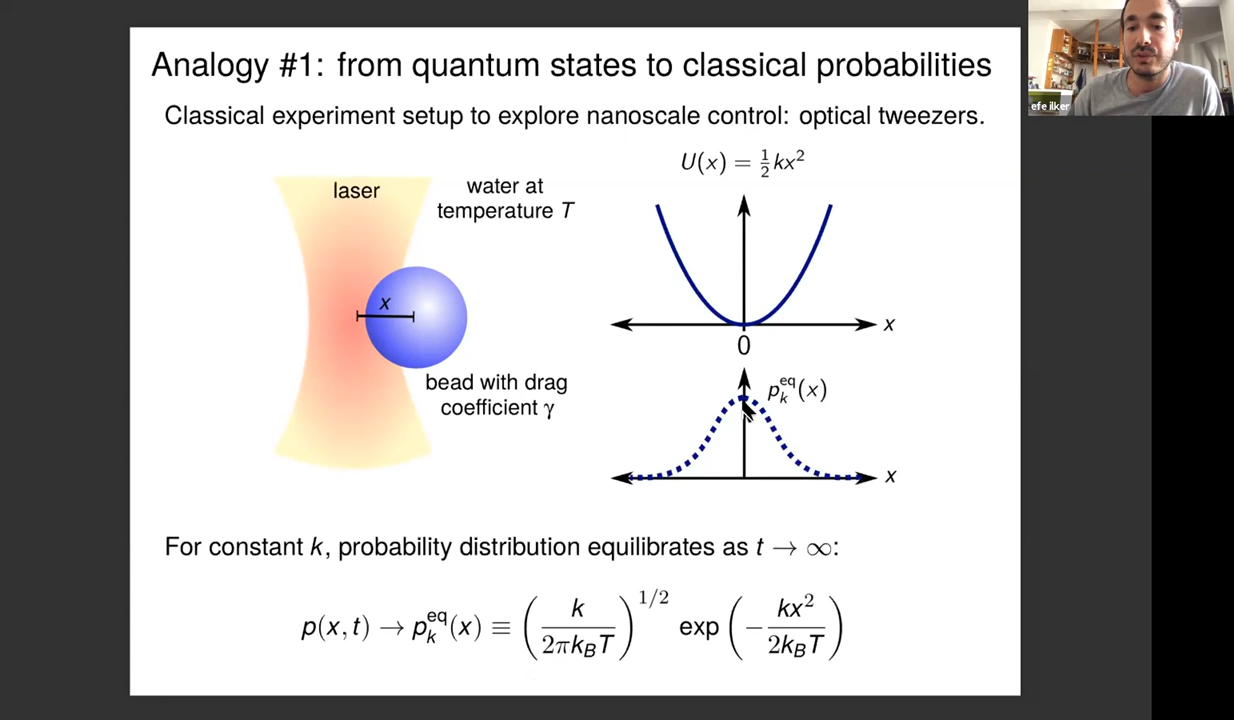 Analogy #1: from quantum states to classical probabilities
Classical experiment setup to explore nanoscale control: optical tweezers.
efe ilker
U(x) = ½kx²
laser
water at
temperature T
x
x
0
bead with drag
coefficient γ
p_k^eq(x)
x
For constant k, probability distribution equilibrates as t → ∞:
p(x, t) → p_k^eq(x) ≡ (k / 2πk_BT)^1/2 exp(−kx² / 2k_BT)